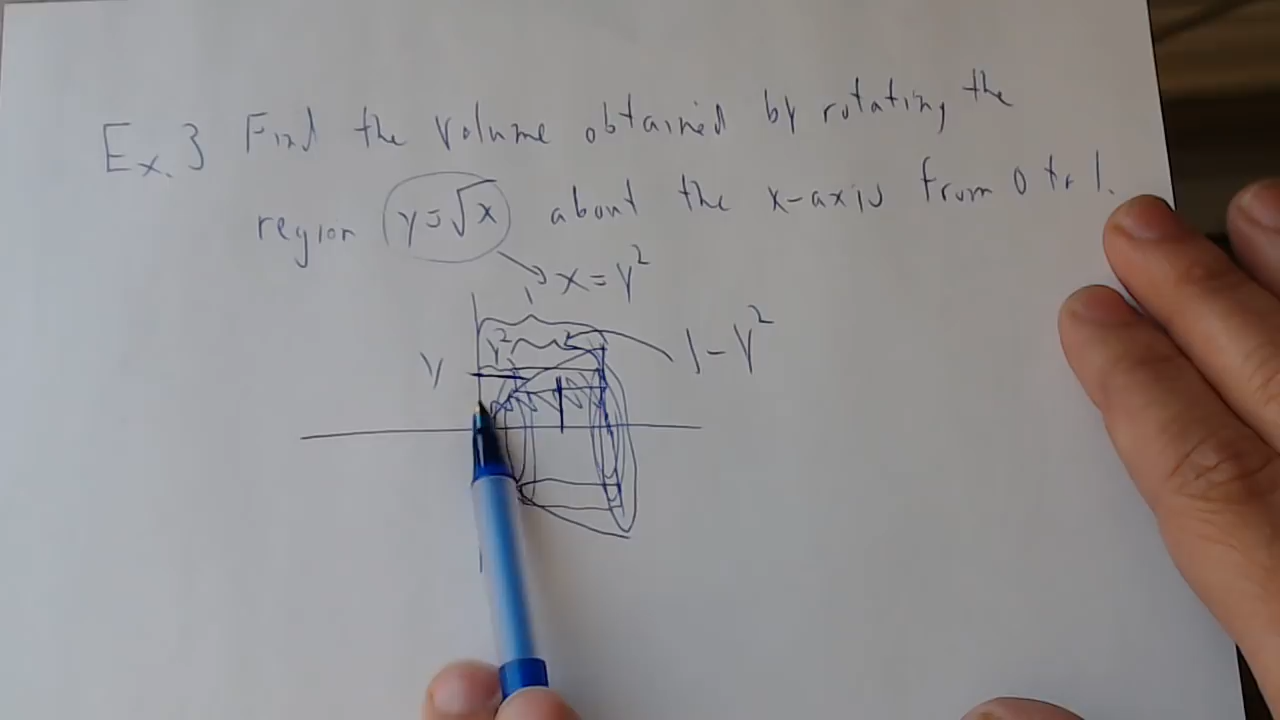 Ex. 3 Find the volume obtained by rotating the
region y=√x about the x-axis from 0 to 1.
x=y²
1
y²
y
1-y²